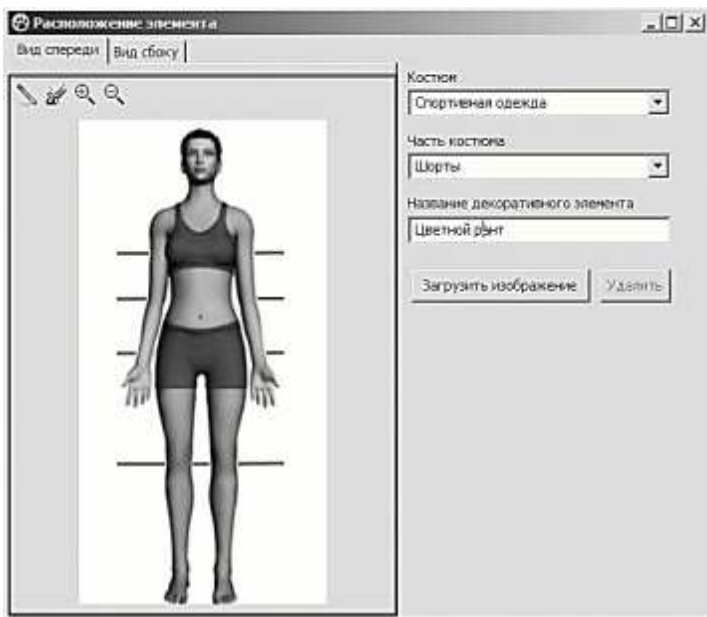 Расположение элемента
Вид спереди
Вид сбоку
Костюм
Спортивная одежда
Часть костюма
Шорты
Название декоративного элемента
Цветной рант
Загрузить изображение
Удалить